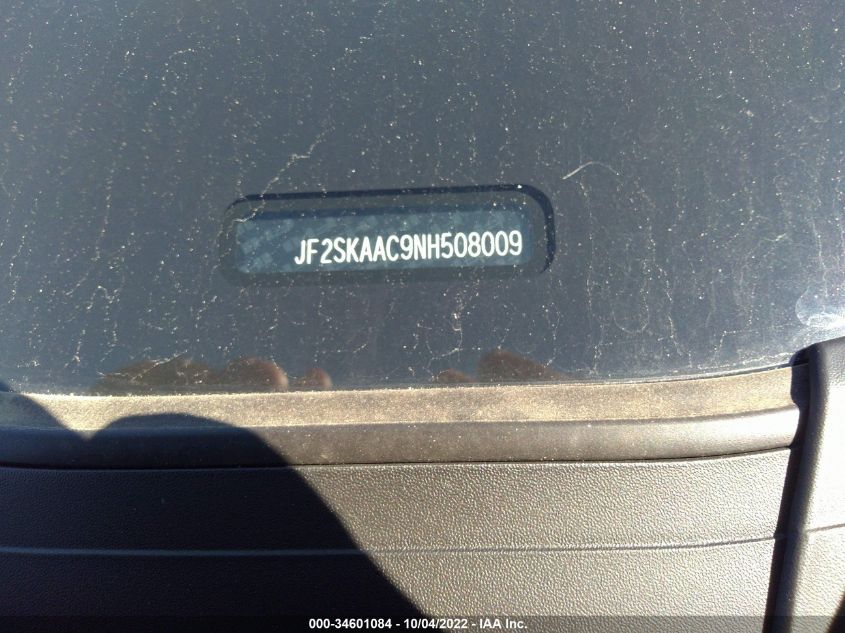 JF2SKAAC9NH508009
000-34601084 - 10/04/2022 - IAA Inc.